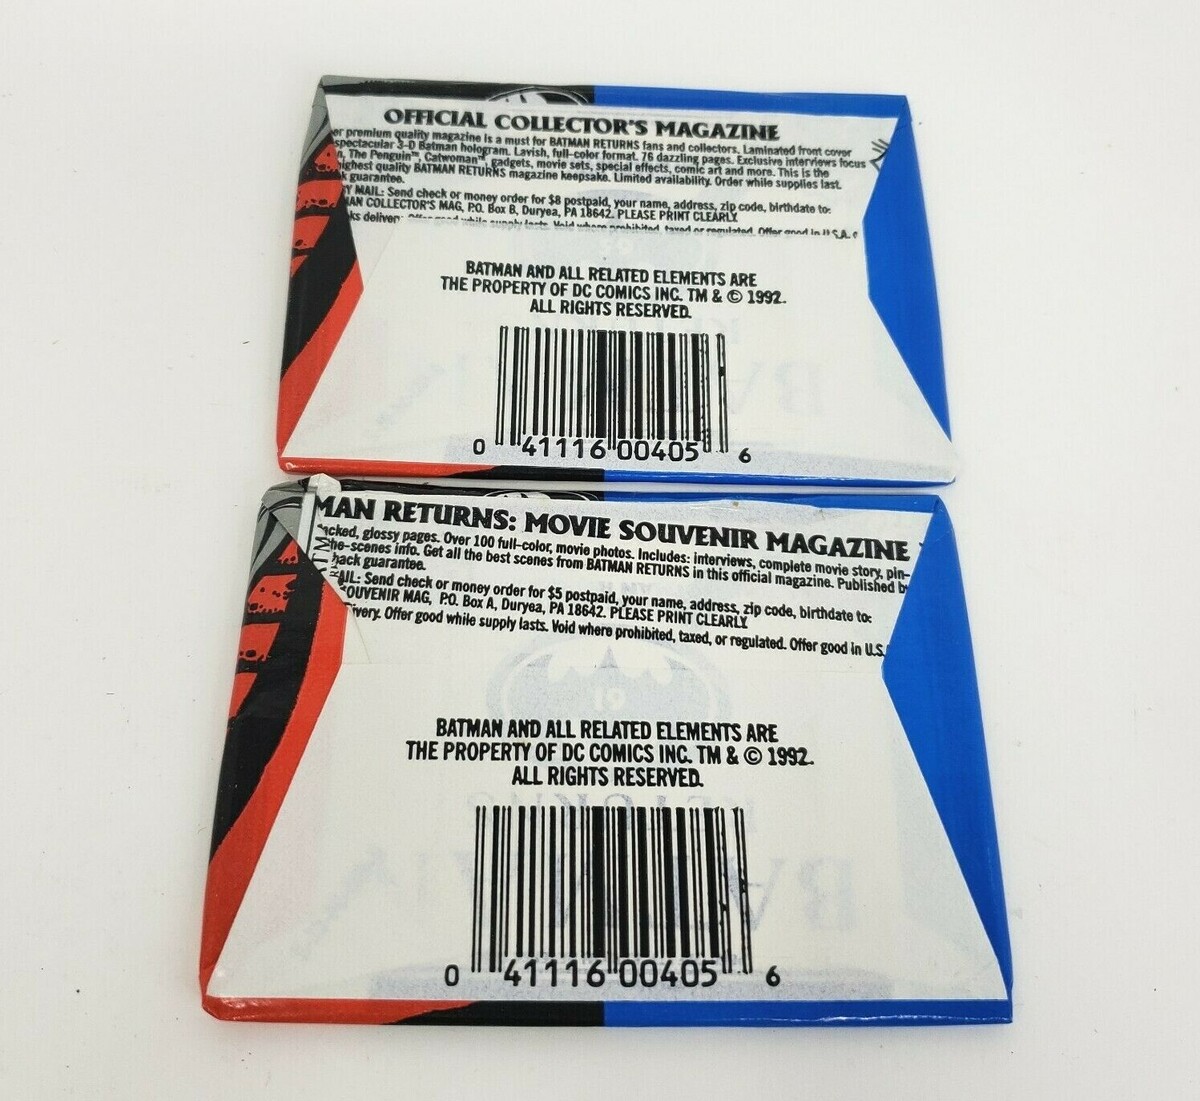 OFFICIAL COLLECTOR'S MAGAZINE
er premium quality magazine is a must for BATMAN RETURNS fans and collectors. Laminated front cover
spectacular 3-D Batman hologram. Lavish, full-color format. 76 dazzling pages. Exclusive interviews focus
n, The Penguin™, Catwoman™, gadgets, movie sets, special effects, comic art and more. This is the
highest quality BATMAN RETURNS magazine keepsake. Limited availability. Order while supplies last.
k guarantee.
Y MAIL: Send check or money order for $8 postpaid, your name, address, zip code, birthdate to:
MAN COLLECTOR'S MAG, P.O. Box B, Duryea, PA 18642. PLEASE PRINT CLEARLY.
ks delivery. Offer good while supply lasts. Void where prohibited, taxed or regulated. Offer good in U.S.A.
BATMAN AND ALL RELATED ELEMENTS ARE
THE PROPERTY OF DC COMICS INC. TM & © 1992.
ALL RIGHTS RESERVED.
0 41116 00405 6
MAN RETURNS: MOVIE SOUVENIR MAGAZINE
acked, glossy pages. Over 100 full-color, movie photos. Includes: interviews, complete movie story, pin-
he-scenes info. Get all the best scenes from BATMAN RETURNS in this official magazine. Published b
back guarantee.
AIL: Send check or money order for $5 postpaid, your name, address, zip code, birthdate to:
SOUVENIR MAG, P.O. Box A, Duryea, PA 18642. PLEASE PRINT CLEARLY.
livery. Offer good while supply lasts. Void where prohibited, taxed, or regulated. Offer good in U.S.
BATMAN AND ALL RELATED ELEMENTS ARE
THE PROPERTY OF DC COMICS INC. TM & © 1992.
ALL RIGHTS RESERVED.
0 41116 00405 6